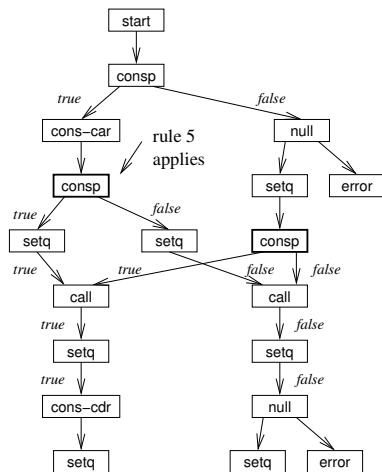 start
consp
true
false
cons-car
null
rule 5
applies
consp
setq
error
true
false
setq
setq
consp
true
true
false
false
call
call
true
false
setq
setq
true
false
cons-cdr
null
setq
setq
error